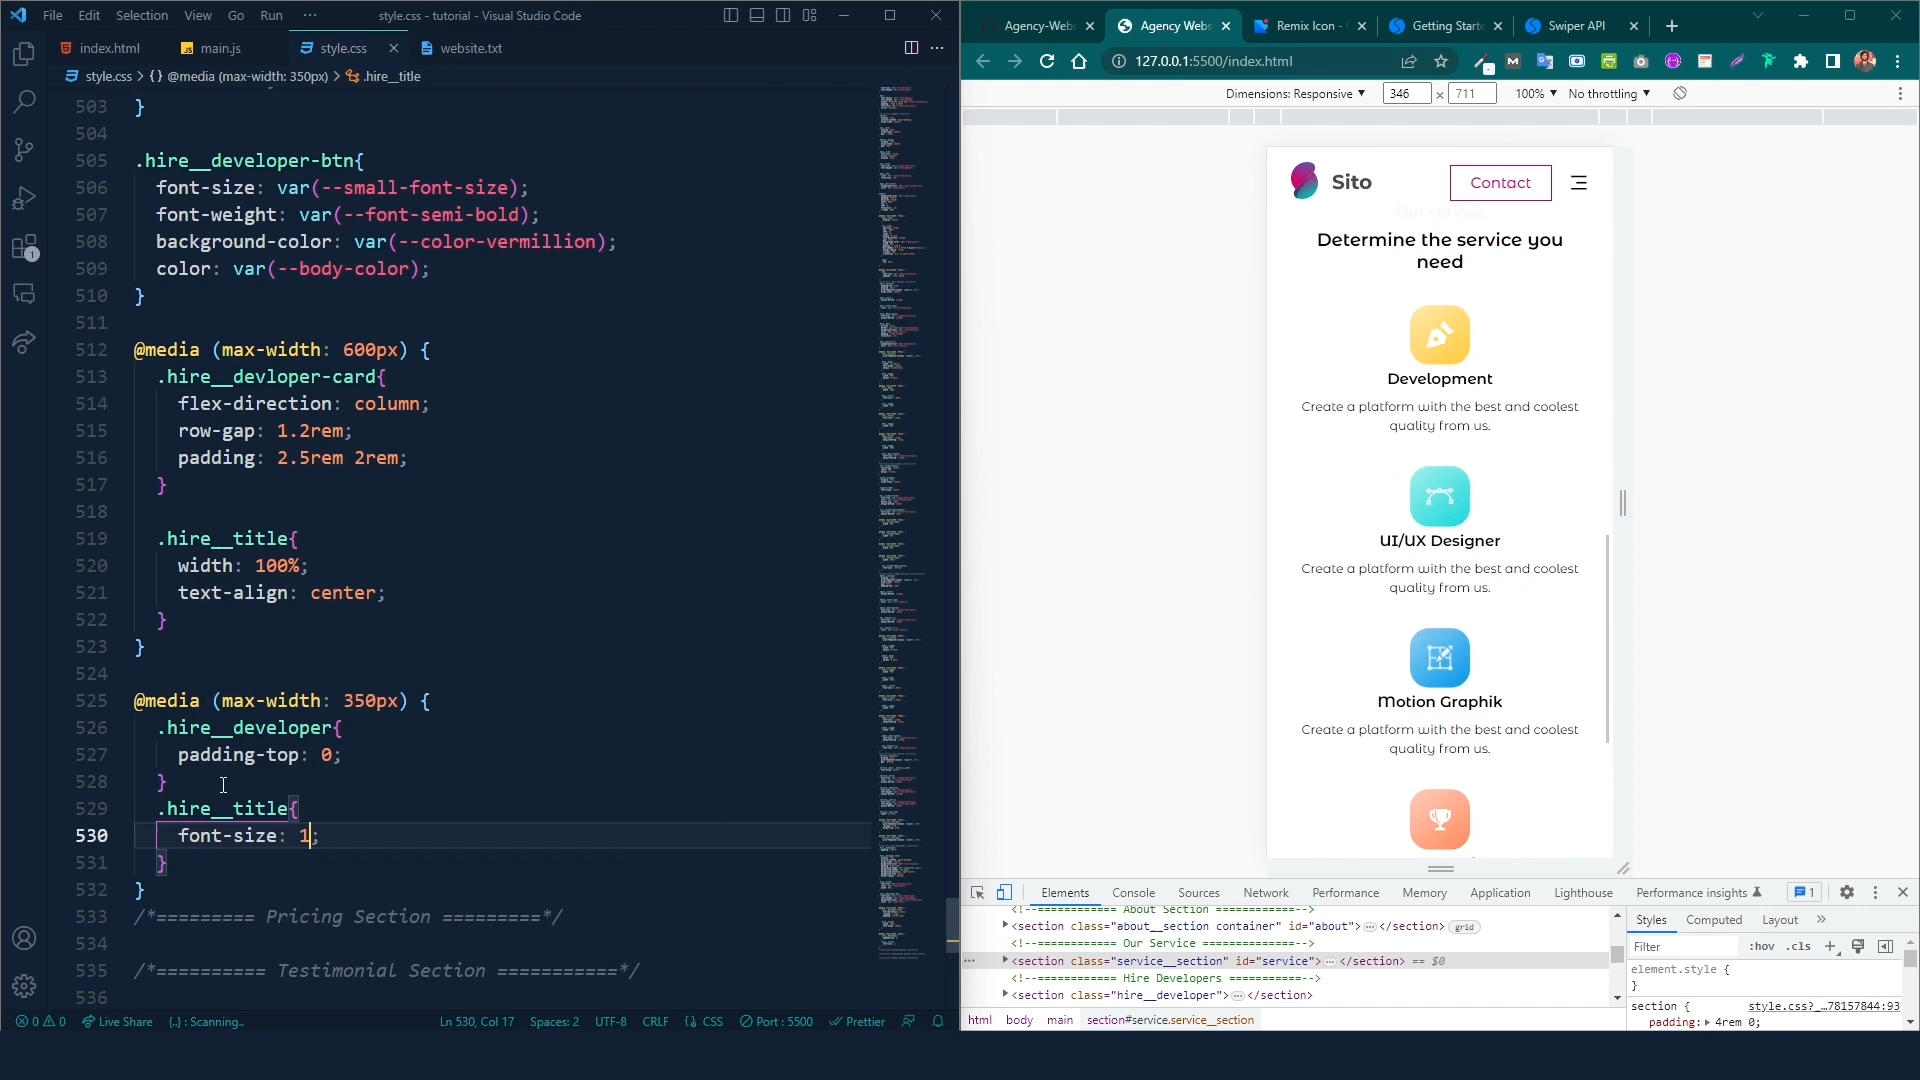 File Edit Selection View Go Run ··· style.css - tutorial - Visual Studio Code
index.html main.js style.css website.txt
style.css > {} @media (max-width: 350px) > .hire__title
503 }
504
505 .hire__developer-btn{
506 font-size: var(--small-font-size);
507 font-weight: var(--font-semi-bold);
508 background-color: var(--color-vermillion);
509 color: var(--body-color);
510 }
511
512 @media (max-width: 600px) {
513 .hire__devloper-card{
514 flex-direction: column;
515 row-gap: 1.2rem;
516 padding: 2.5rem 2rem;
517 }
518
519 .hire__title{
520 width: 100%;
521 text-align: center;
522 }
523 }
524
525 @media (max-width: 350px) {
526 .hire__developer{
527 padding-top: 0;
528 }
529 .hire__title{
530 font-size: 1;
531 }
532 }
533 /*========= Pricing Section =========*/
534
535 /*========== Testimonial Section ===========*/
536
0 0 Live Share {..} : Scanning.. Ln 530, Col 17 Spaces: 2 UTF-8 CRLF {} CSS Port : 5500 Prettier
Agency-Web Agency Webs Remix Icon - Getting Starte Swiper API
127.0.0.1:5500/index.html
Dimensions: Responsive 346 × 711 100% No throttling
Sito Contact
Our service
Determine the service you
need
Development
Create a platform with the best and coolest
quality from us.
UI/UX Designer
Create a platform with the best and coolest
quality from us.
Motion Graphik
Create a platform with the best and coolest
quality from us.
Elements Console Sources Network Performance Memory Application Lighthouse Performance insights 1
<!--============ About Section =============-->
<section class="about__section container" id="about"> ··· </section> grid
<!--============ Our Service ==============-->
<section class="service__section" id="service"> ··· </section> == $0
<!--============ Hire Developers ============-->
<section class="hire__developer"> ··· </section>
html body main section#service.service__section
Styles Computed Layout »
Filter :hov .cls +
element.style {
}
section { style.css?_…78157844:93
padding: 4rem 0;